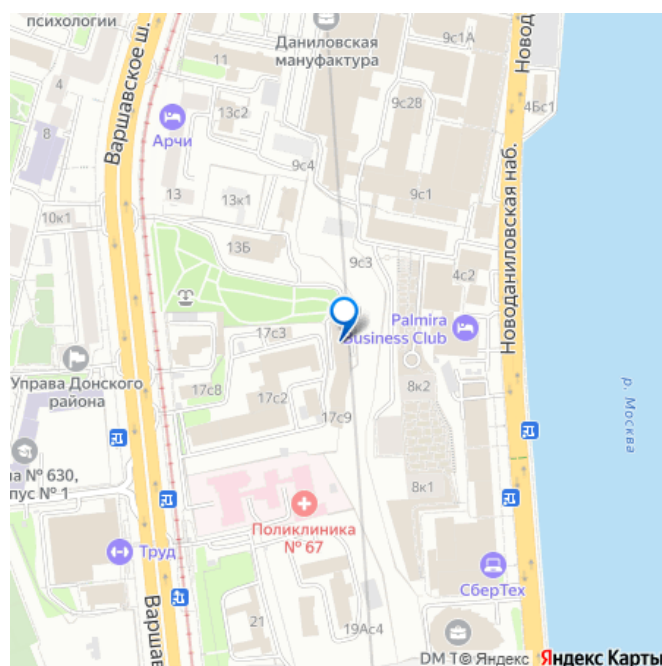 психологии
Даниловская
мануфактура
9с1А
Новод
4Бс1
Варшавское ш.
4
8
11
13с2
Арчи
9с28
9с4
9с1
13
13к1
10к1
13Б
9с3
4с2
Новоданиловская наб.
17с3
Palmira
Business Club
Управа Донского
района
17с8
17с2
8к2
17с9
р. Москва
а № 630,
пус № 1
8к1
Поликлиника
№ 67
Труд
СберТех
Варшав
21
19Ас4
DM T© Яндекс
Яндекс Карты